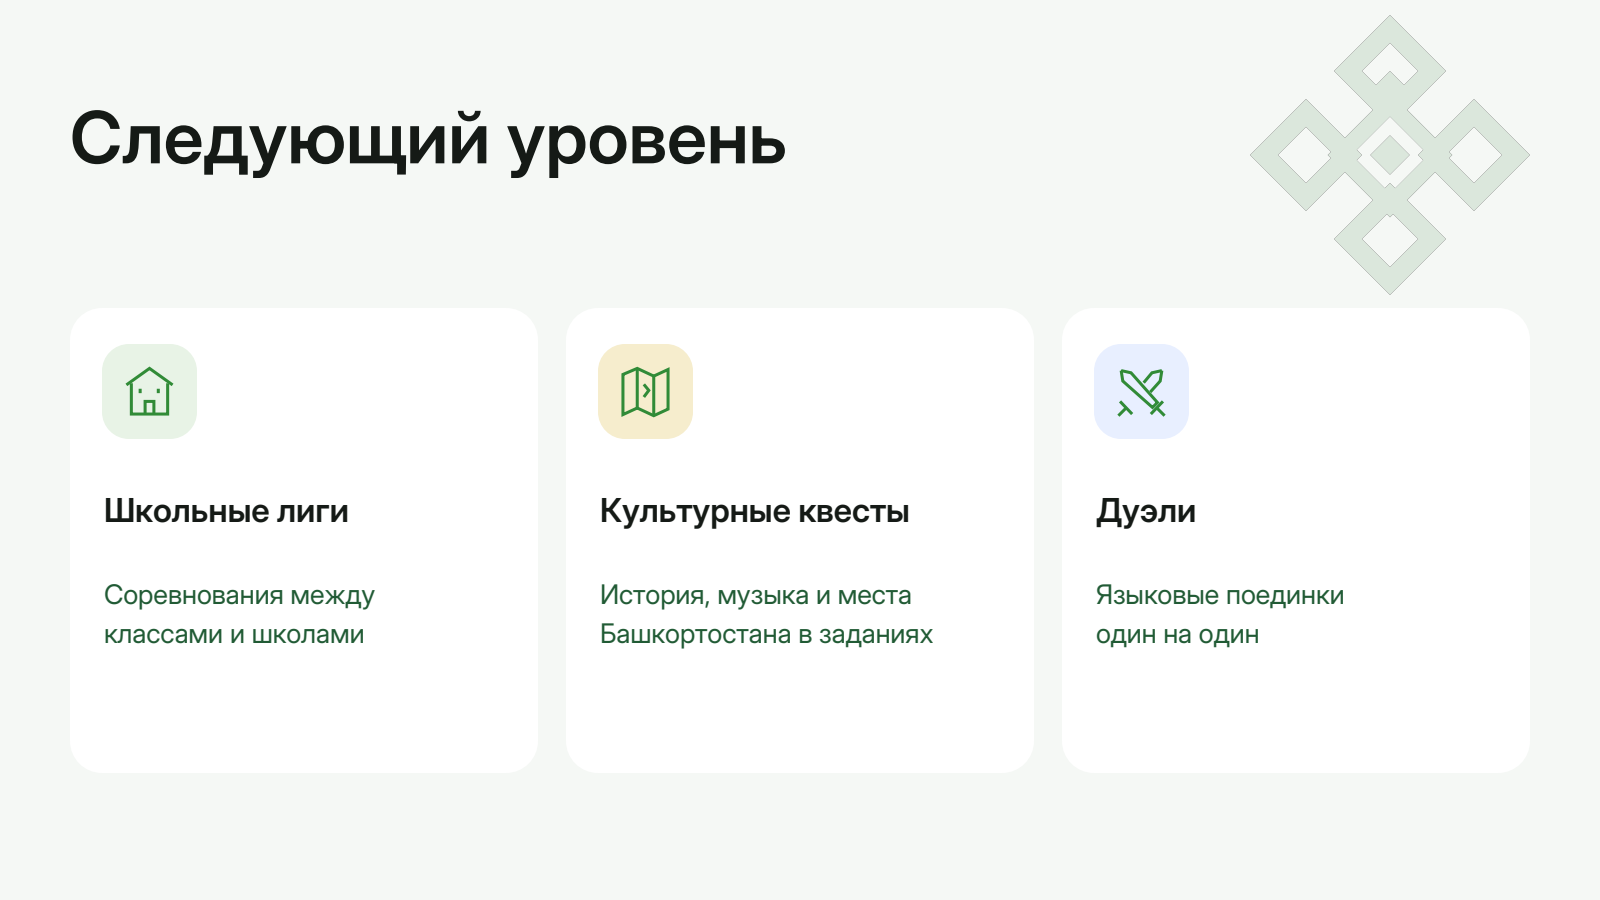 Следующий уровень
Школьные лиги
Соревнования между
классами и школами
Культурные квесты
История, музыка и места
Башкортостана в заданиях
Дуэли
Языковые поединки
один на один